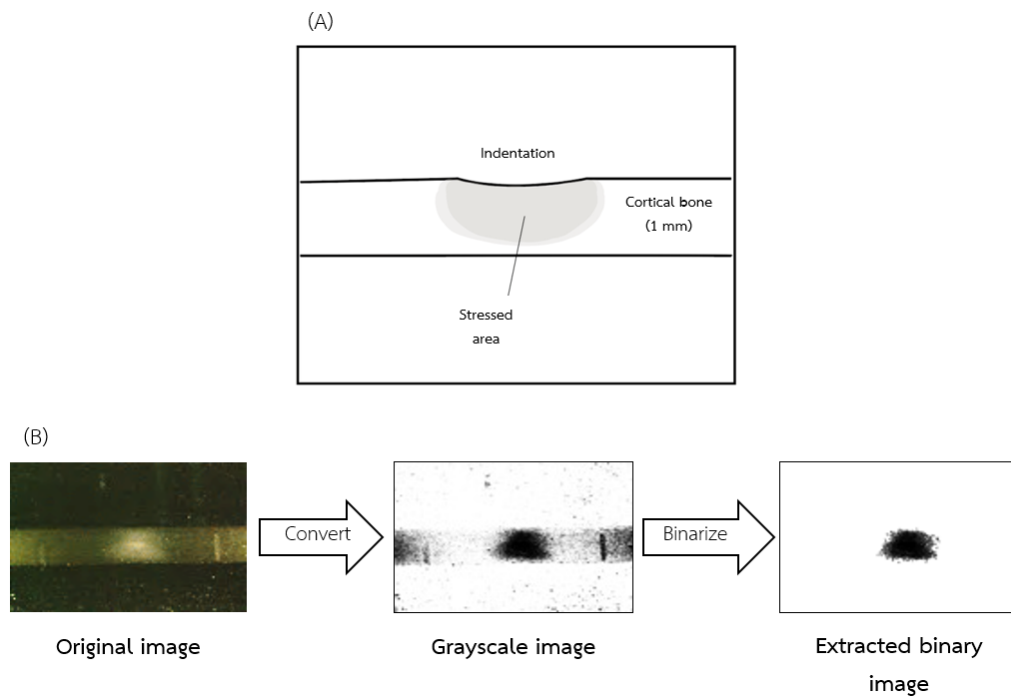 (A)
Indentation
Cortical bone
(1 mm)
Stressed
area
(B)
Convert
Binarize
Original image
Grayscale image
Extracted binary
image